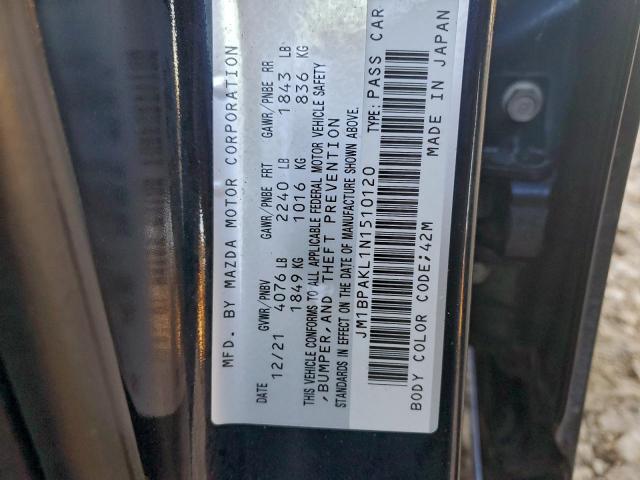 MFD. BY MAZDA MOTOR CORPORATION
DATE GVWR/PNBV GAWR/PNBE FRT GAWR/PNBE RR
12/21 4076 LB 2240 LB 1843 LB
1849 KG 1016 KG 836 KG
THIS VEHICLE CONFORMS TO ALL APPLICABLE FEDERAL MOTOR VEHICLE SAFETY
,BUMPER,AND THEFT PREVENTION
STANDARDS IN EFFECT ON THE DATE OF MANUFACTURE SHOWN ABOVE.
JM1BPAKL1N1510120 TYPE:PASS CAR
BODY COLOR CODE;42M MADE IN JAPAN